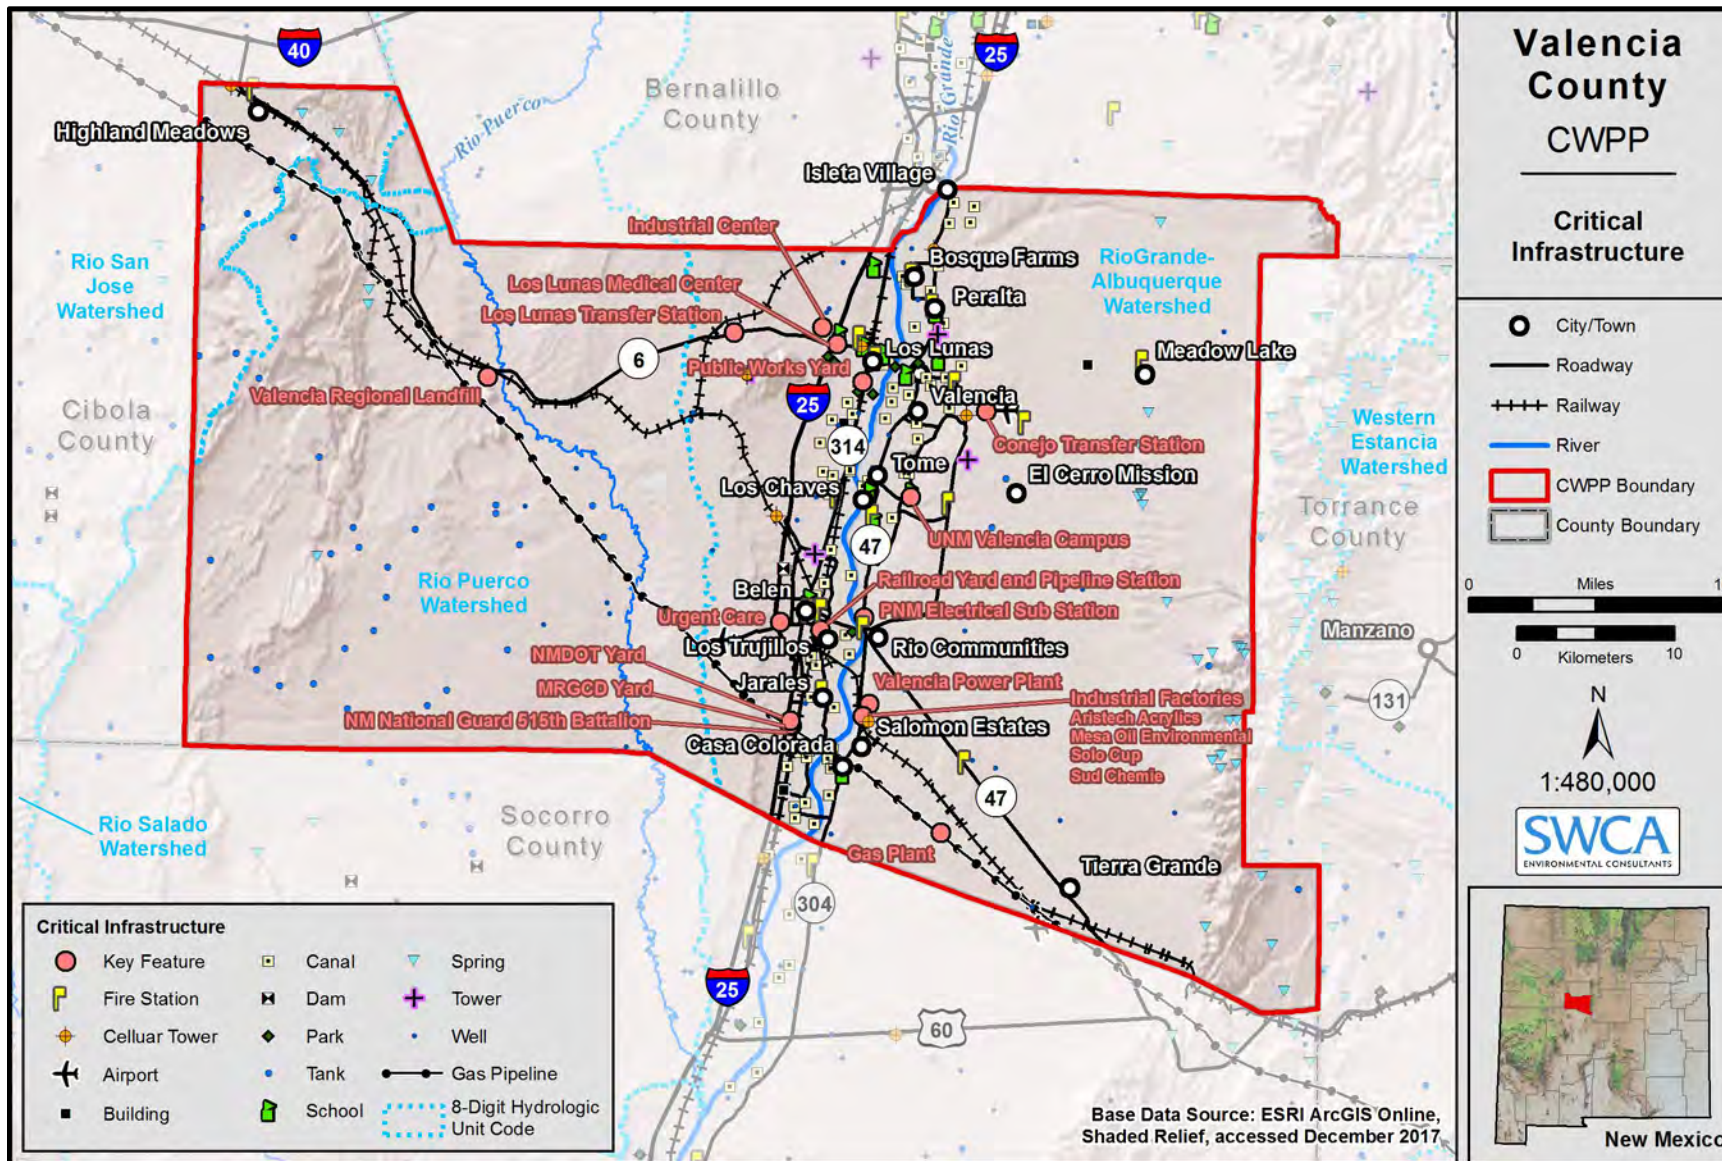 Valencia
County
CWPP
Critical
Infrastructure
City/Town
Roadway
Railway
River
CWPP Boundary
County Boundary
0
Miles
1
0
Kilometers
10
N
1:480,000
SWCA
ENVIRONMENTAL CONSULTANTS
New Mexico
40
25
Bernalillo
County
Rio Puerco
Rio Grande
Highland Meadows
Isleta Village
Industrial Center
Bosque Farms
RioGrande-
Albuquerque
Watershed
Rio San
Jose
Watershed
Los Lunas Medical Center
Peralta
Los Lunas Transfer Station
6
Los Lunas
Meadow Lake
Public Works Yard
Valencia Regional Landfill
25
Valencia
Cibola
County
Western
Estancia
Watershed
314
Conejo Transfer Station
Tome
El Cerro Mission
Los Chaves
Torrance
County
47
UNM Valencia Campus
Rio Puerco
Watershed
Belen
Railroad Yard and Pipeline Station
Urgent Care
PNM Electrical Sub Station
Manzano
Los Trujillos
Rio Communities
NMDOT Yard
Jarales
Valencia Power Plant
MRGCD Yard
Industrial Factories
Aristech Acrylics
Mesa Oil Environmental
Solo Cup
Sud Chemie
131
NM National Guard 515th Battalion
Salomon Estates
Casa Colorada
47
Rio Salado
Watershed
Socorro
County
Gas Plant
Tierra Grande
304
25
60
Critical Infrastructure
Key Feature
Canal
Spring
Fire Station
Dam
Tower
Celluar Tower
Park
Well
Airport
Tank
Gas Pipeline
Building
School
8-Digit Hydrologic
Unit Code
Base Data Source: ESRI ArcGIS Online,
Shaded Relief, accessed December 2017